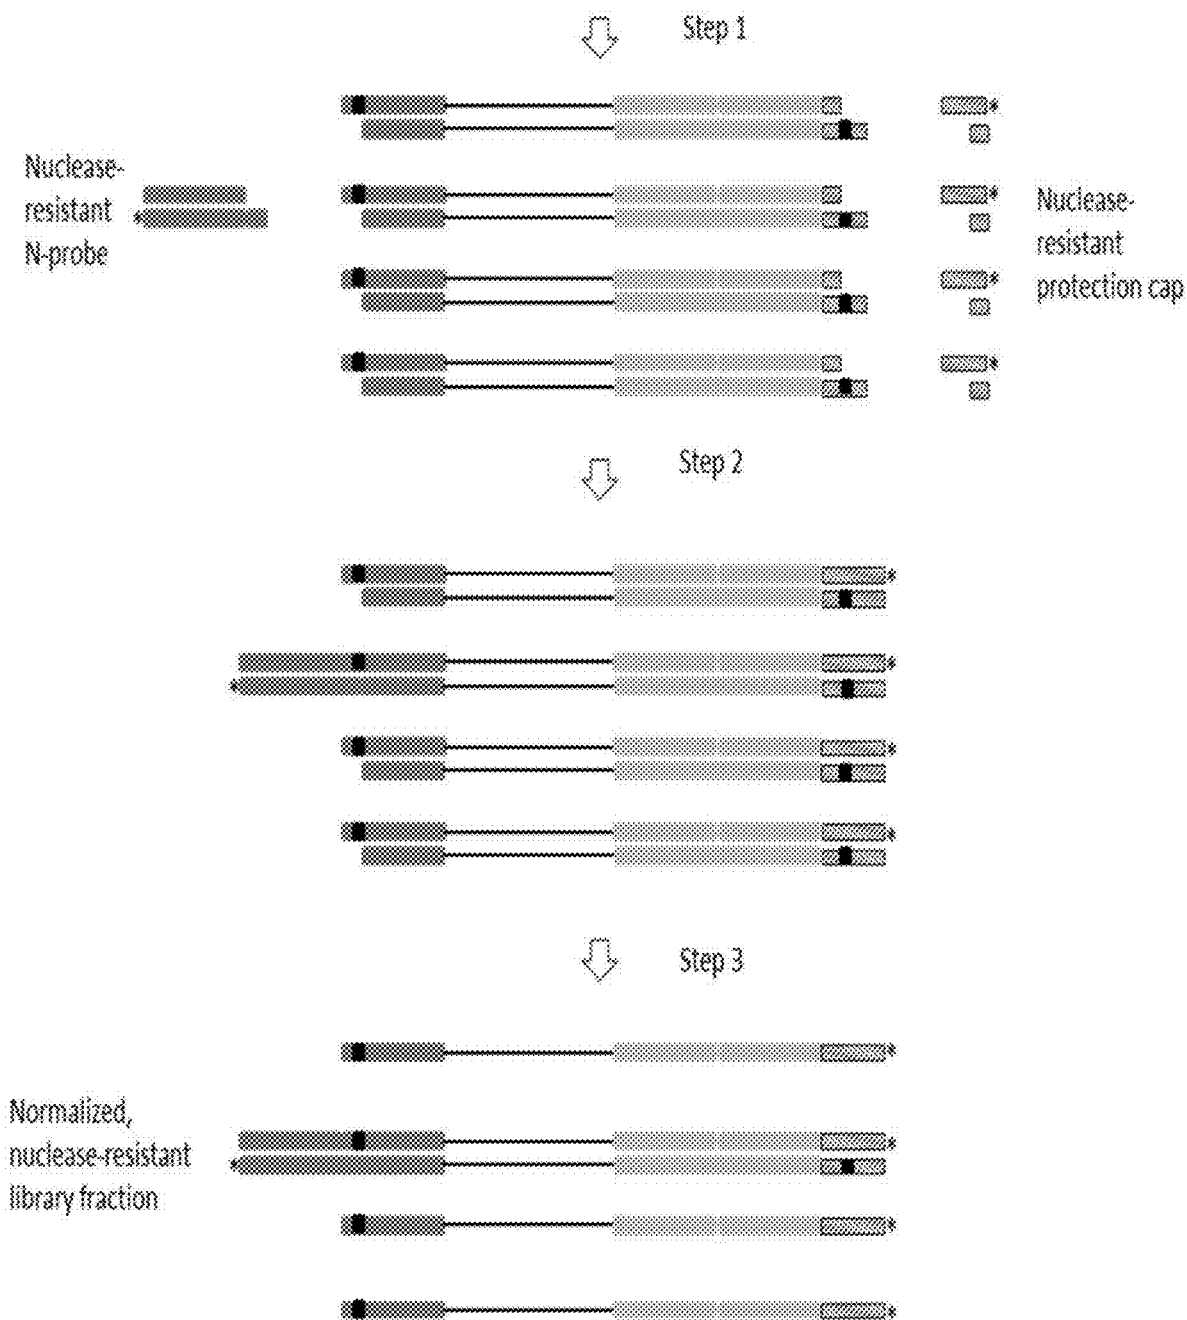 Step 1
Nuclease-
resistant
N-probe
Nuclease-
resistant
protection cap
Step 2
Step 3
Normalized,
nuclease-resistant
library fraction